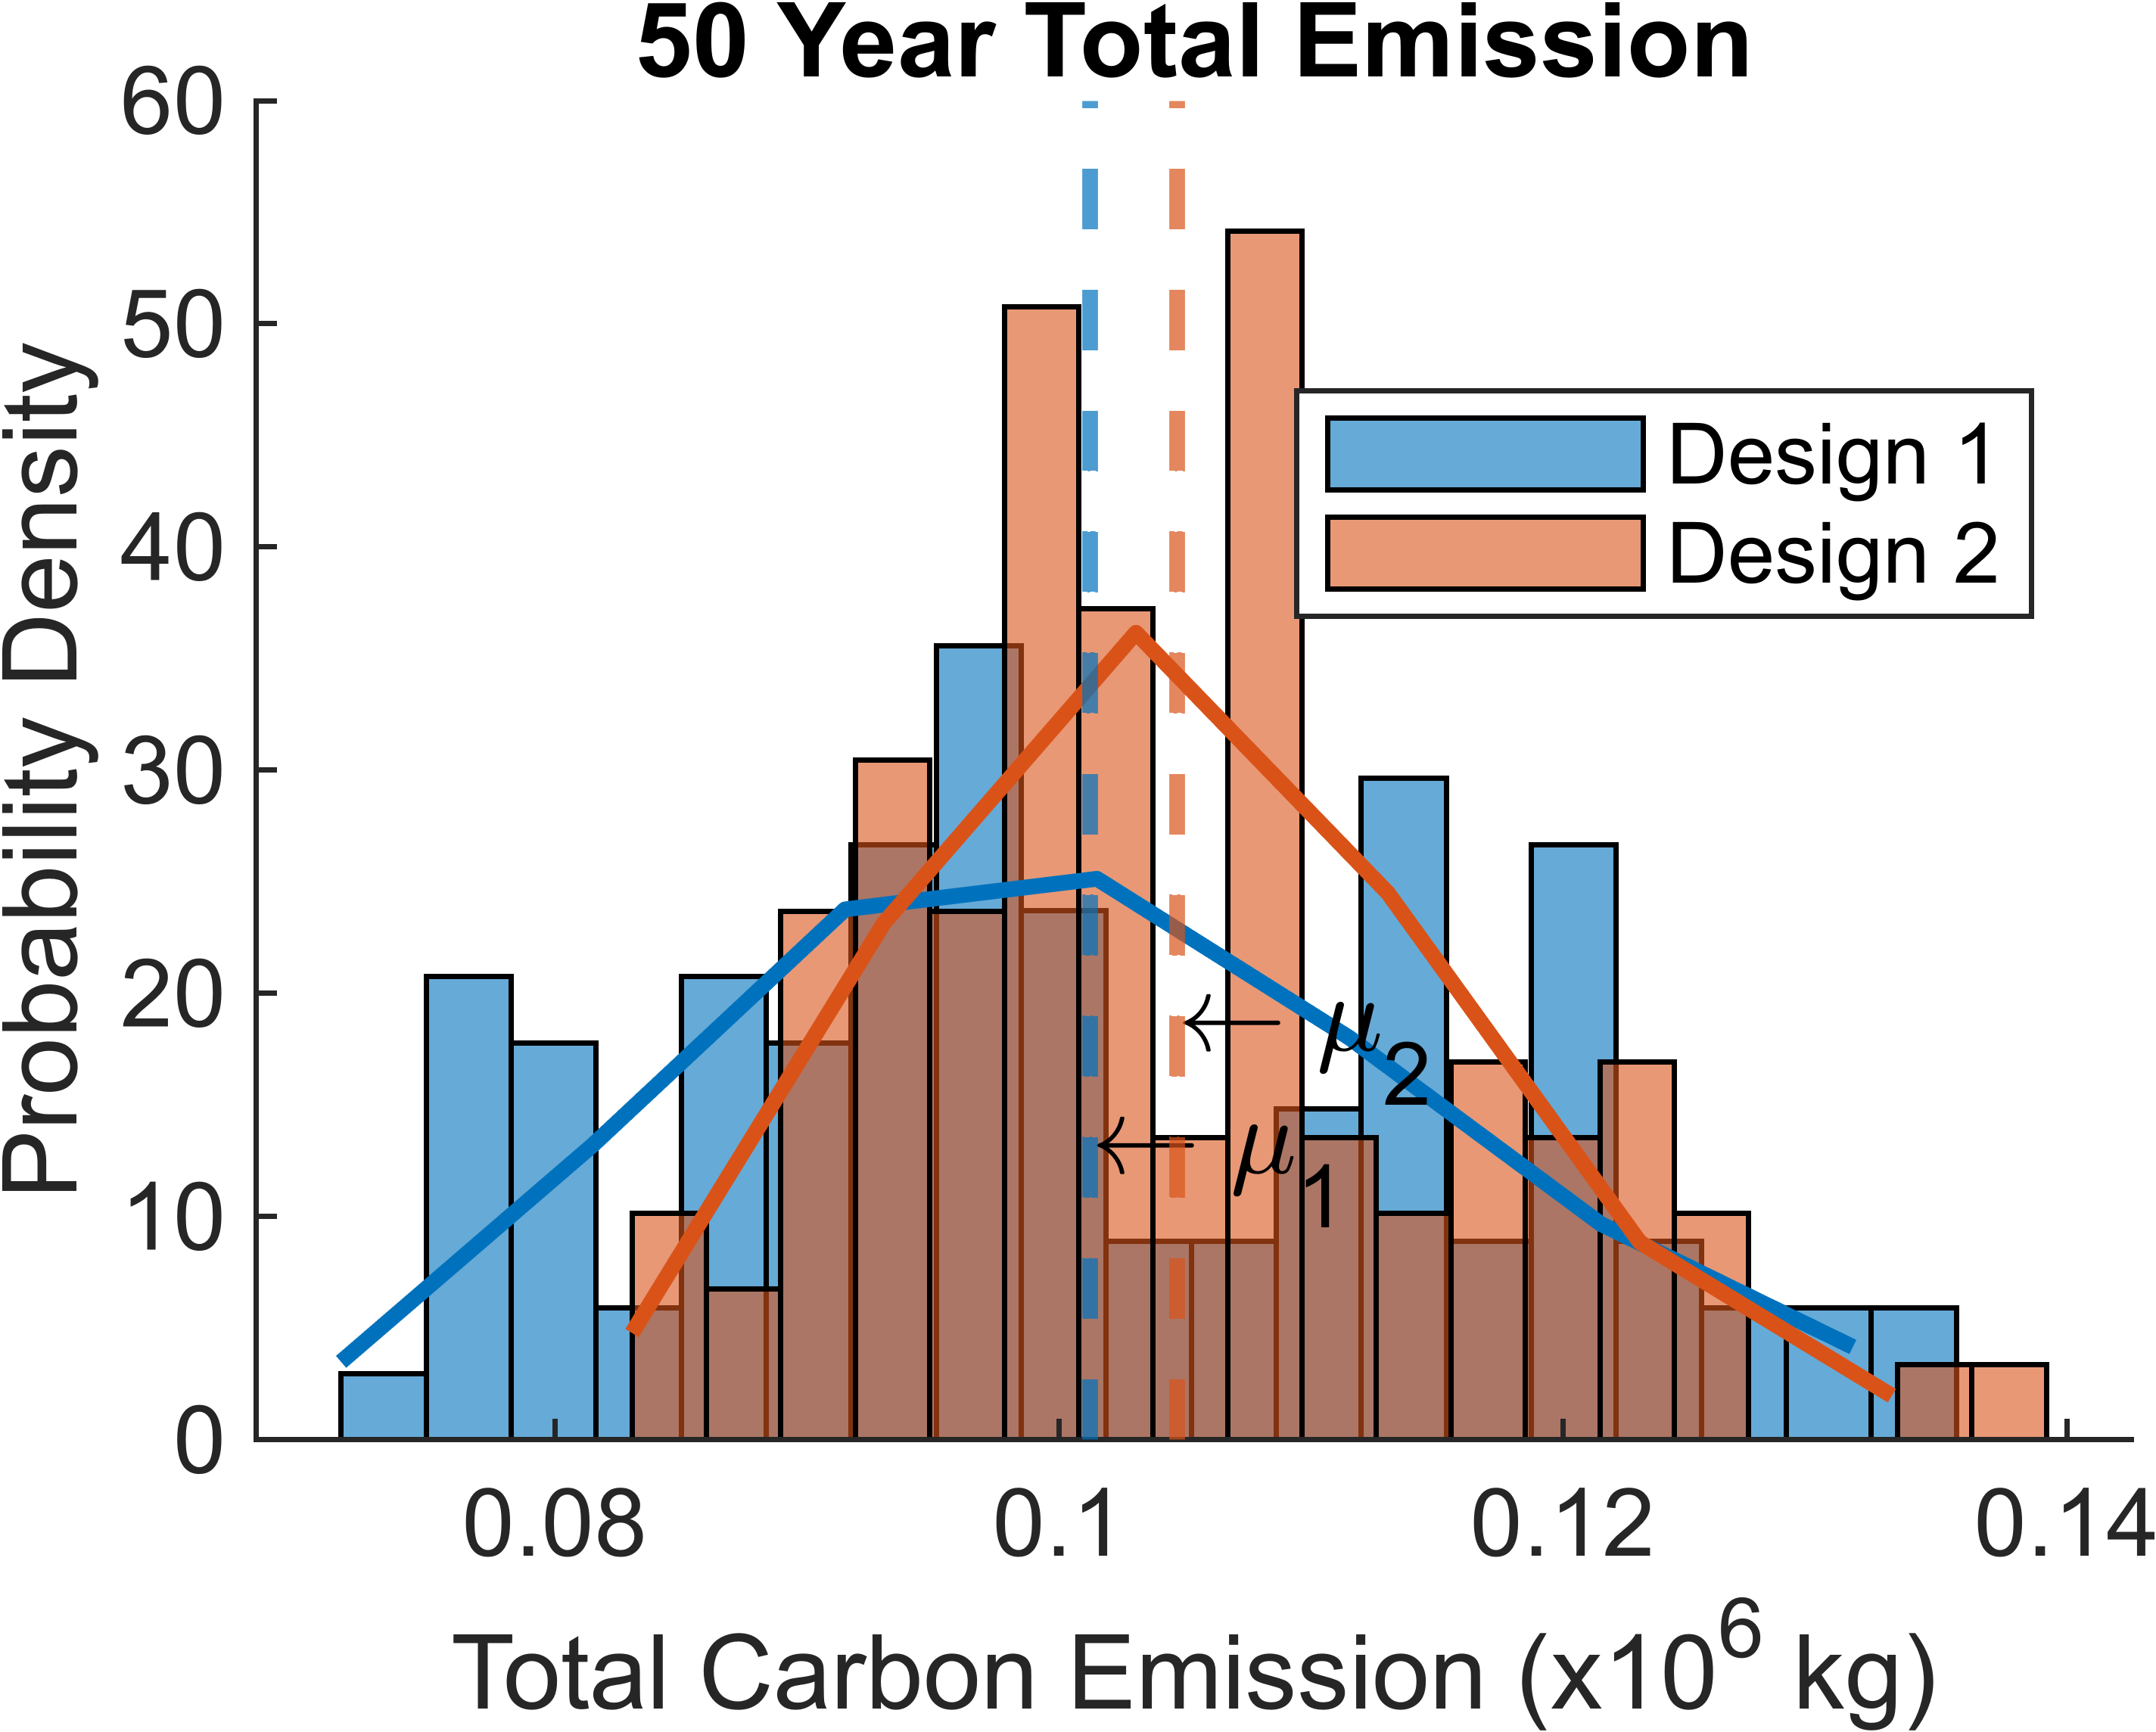 50 Year Total Emission
Probability Density
60
50
40
30
20
10
0
Design 1
Design 2
μ2
μ1
0.08 0.1 0.12 0.14
Total Carbon Emission (x10^6 kg)